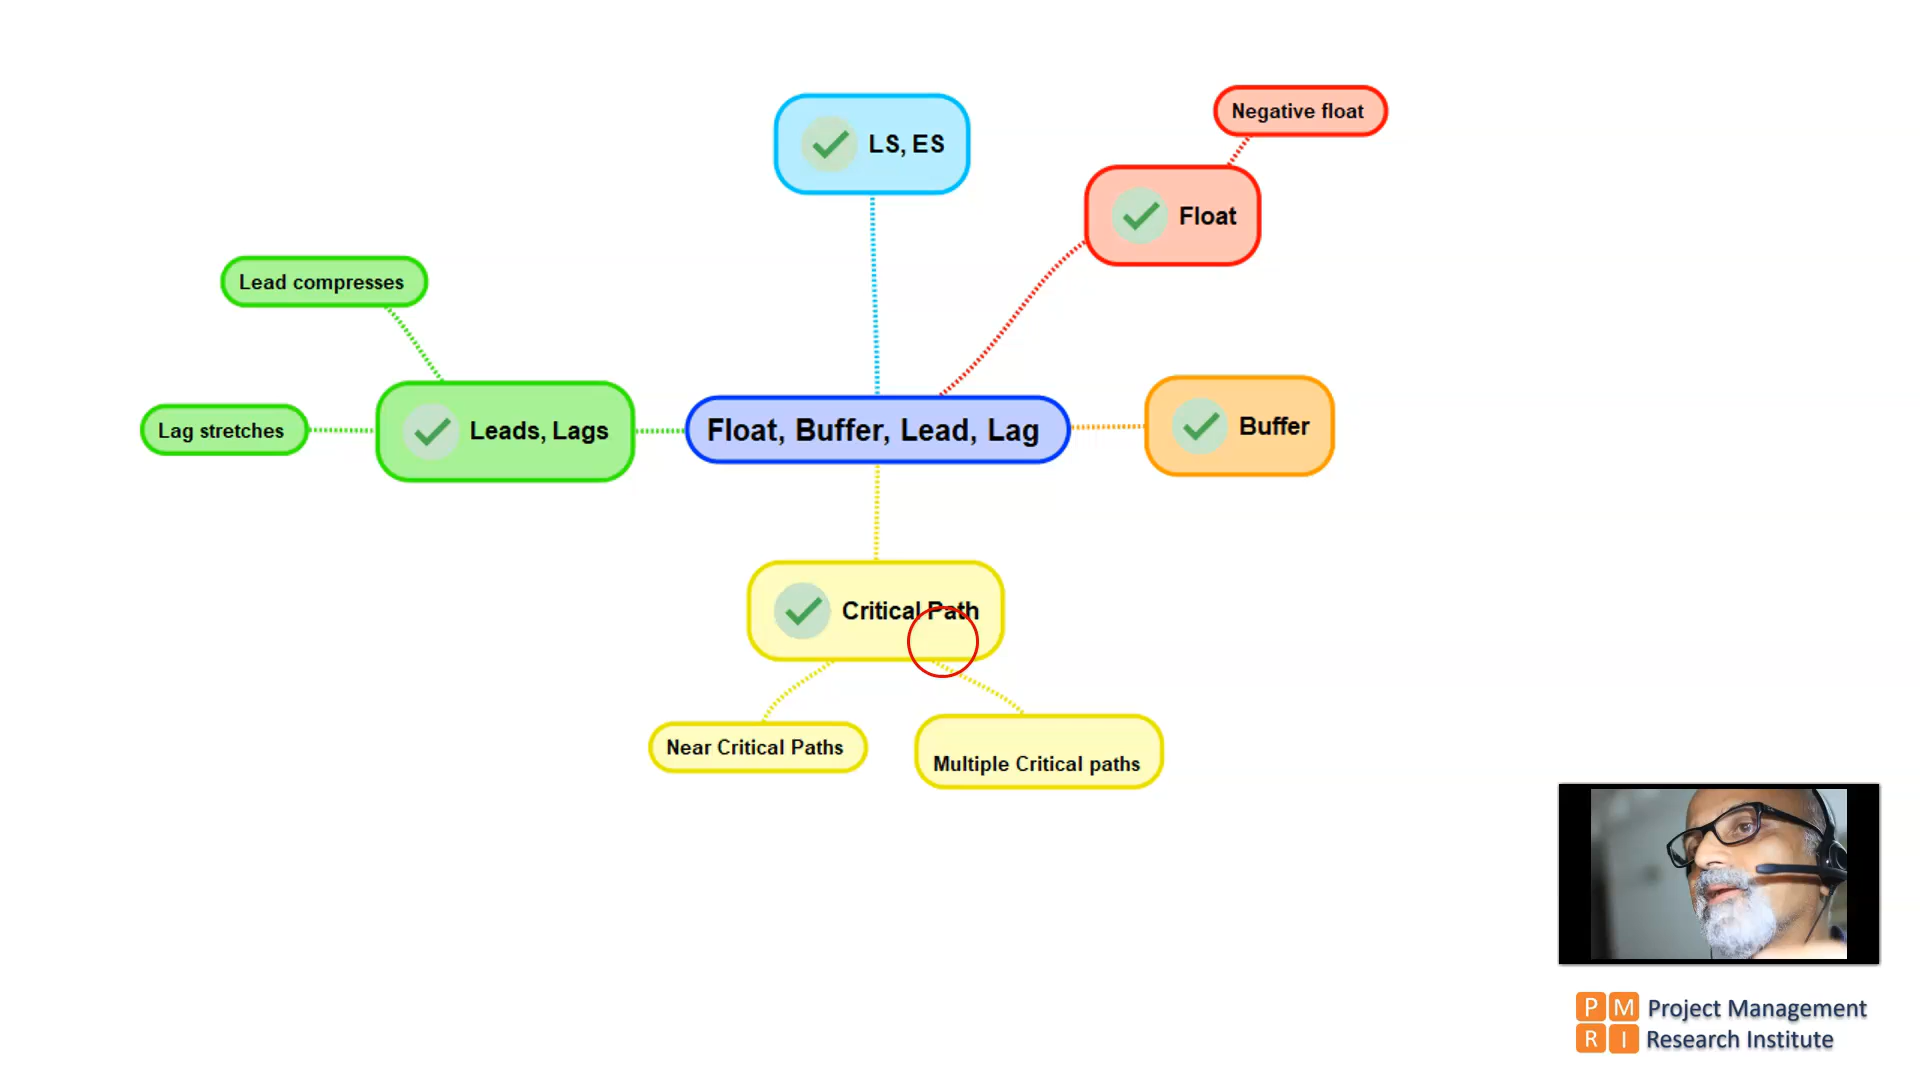 Negative float
LS, ES
Float
Lead compresses
Lag stretches
Leads, Lags
Float, Buffer, Lead, Lag
Buffer
Critical Path
Near Critical Paths
Multiple Critical paths
P M
R I
Project Management
Research Institute